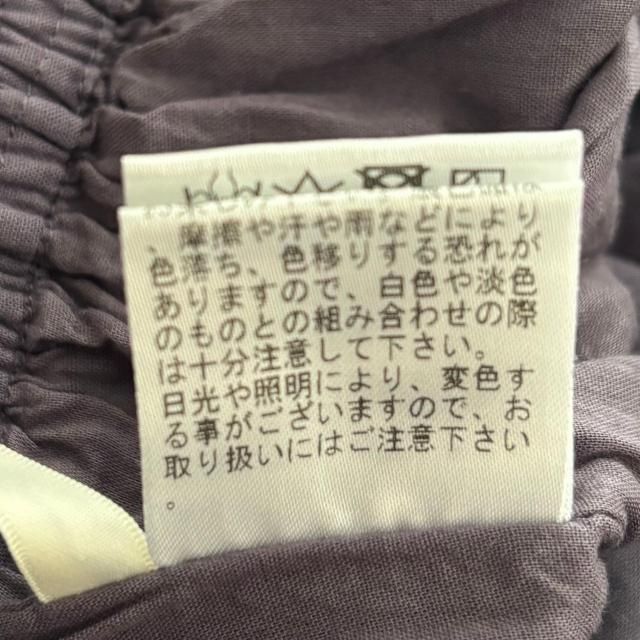 、摩擦や汗や雨などにより
色落ち、色移りする恐れが
ありますので、白色や淡色
のものとの組み合わせの際
は十分注意して下さい。
日光や照明により、変色す
る事がございますので、お
取り扱いにはご注意下さい
。